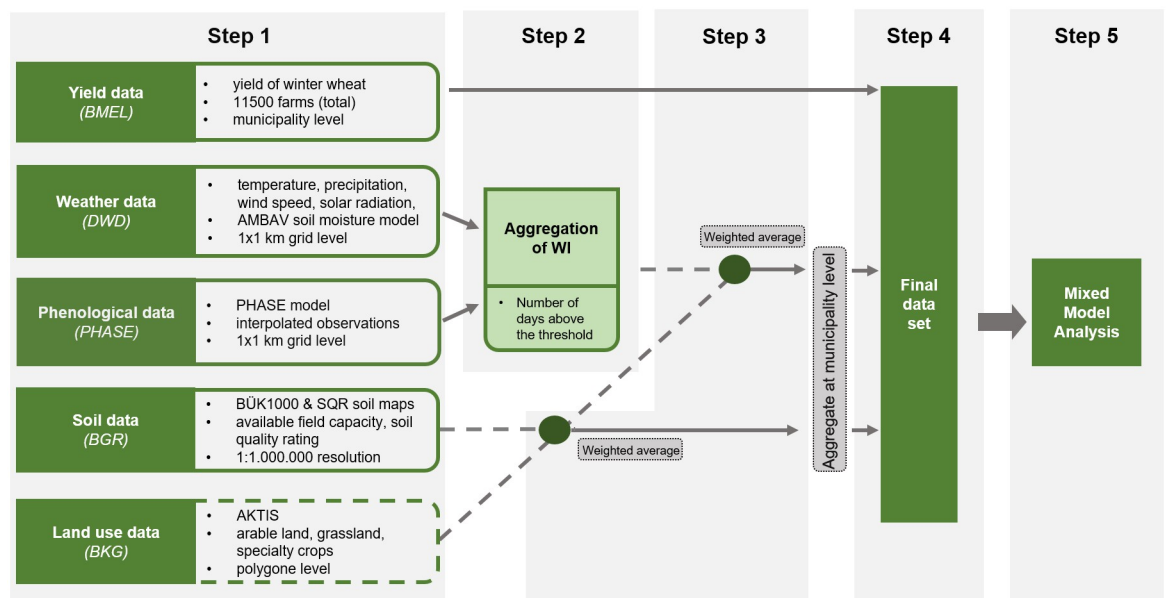 Step 1
Step 2
Step 3
Step 4
Step 5
Yield data
(BMEL)
• yield of winter wheat
• 11500 farms (total)
• municipality level
Weather data
(DWD)
• temperature, precipitation,
wind speed, solar radiation,
• AMBAV soil moisture model
• 1x1 km grid level
Phenological data
(PHASE)
• PHASE model
• interpolated observations
• 1x1 km grid level
Soil data
(BGR)
• BÜK1000 & SQR soil maps
• available field capacity, soil
quality rating
• 1:1.000.000 resolution
Land use data
(BKG)
• AKTIS
• arable land, grassland,
specialty crops
• polygone level
Aggregation
of WI
• Number of
days above
the threshold
Weighted average
Weighted average
Aggregate at municipality level
Final
data
set
Mixed
Model
Analysis